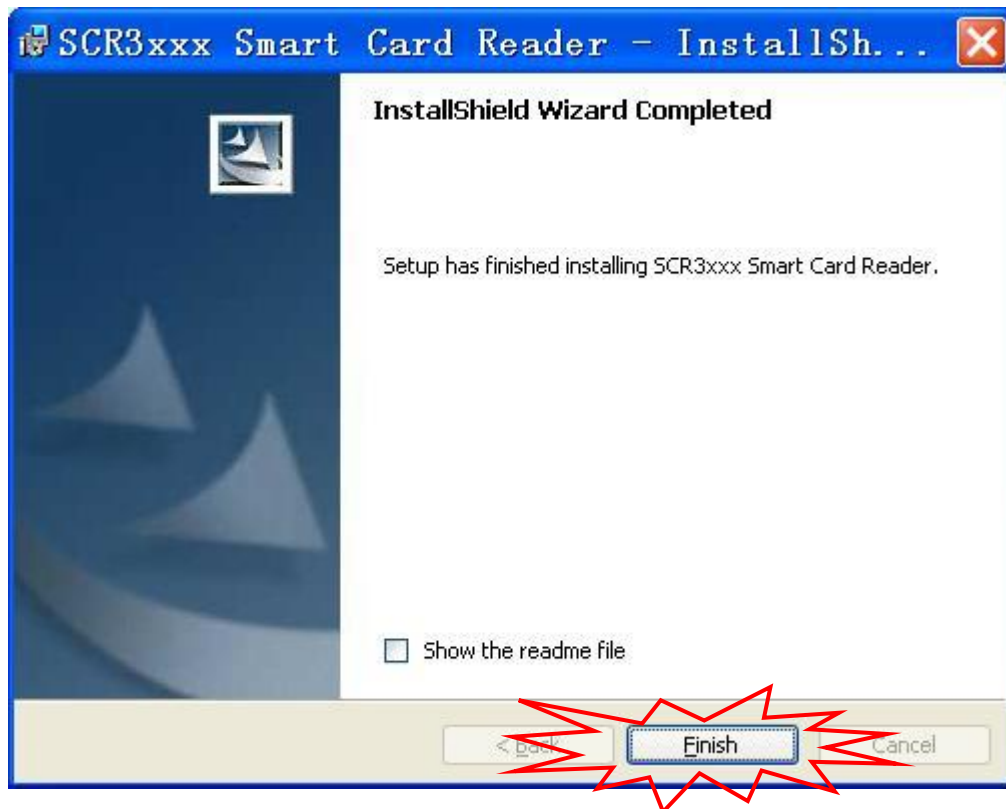 SCR3xxx Smart Card Reader - InstallSh...
InstallShield Wizard Completed
Setup has finished installing SCR3xxx Smart Card Reader.
Show the readme file
< Back Finish Cancel